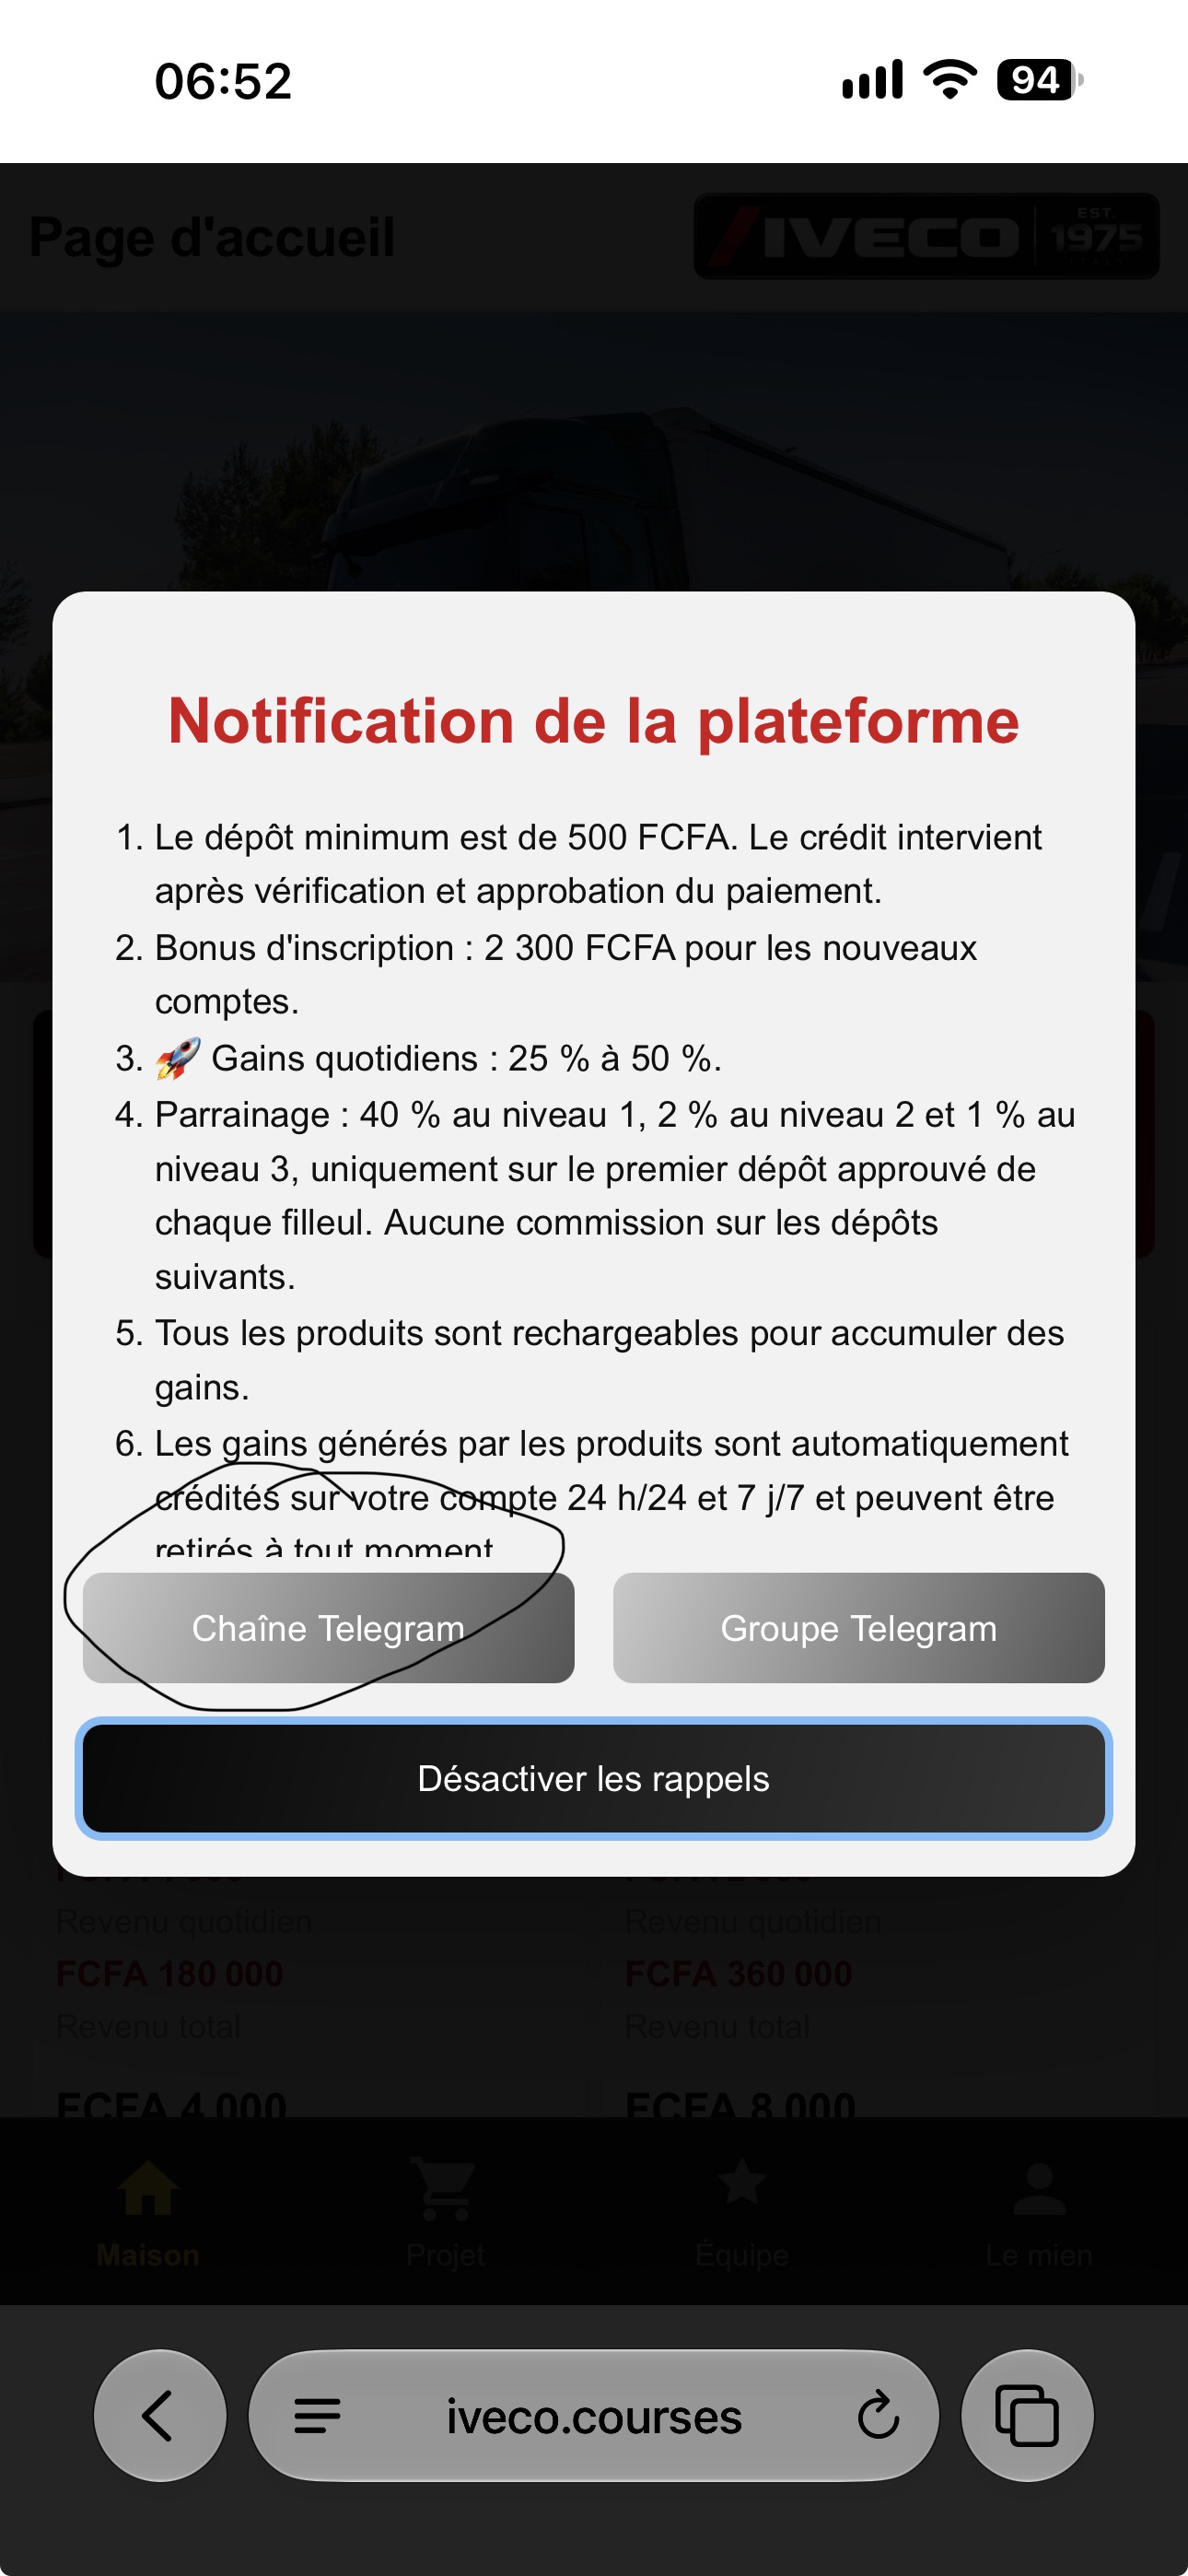 06:52
94
Page d'accueil
IVECO
EST.
1975
ITALY
Notification de la plateforme
1. Le dépôt minimum est de 500 FCFA. Le crédit intervient
après vérification et approbation du paiement.
2. Bonus d'inscription : 2 300 FCFA pour les nouveaux
comptes.
3. 🚀 Gains quotidiens : 25 % à 50 %.
4. Parrainage : 40 % au niveau 1, 2 % au niveau 2 et 1 % au
niveau 3, uniquement sur le premier dépôt approuvé de
chaque filleul. Aucune commission sur les dépôts
suivants.
5. Tous les produits sont rechargeables pour accumuler des
gains.
6. Les gains générés par les produits sont automatiquement
crédités sur votre compte 24 h/24 et 7 j/7 et peuvent être
retirés à tout moment
Chaîne Telegram
Groupe Telegram
Désactiver les rappels
Revenu quotidien
Revenu quotidien
FCFA 180 000
FCFA 360 000
Revenu total
Revenu total
FCFA 4 000
FCFA 8 000
Maison
Projet
Équipe
Le mien
iveco.courses